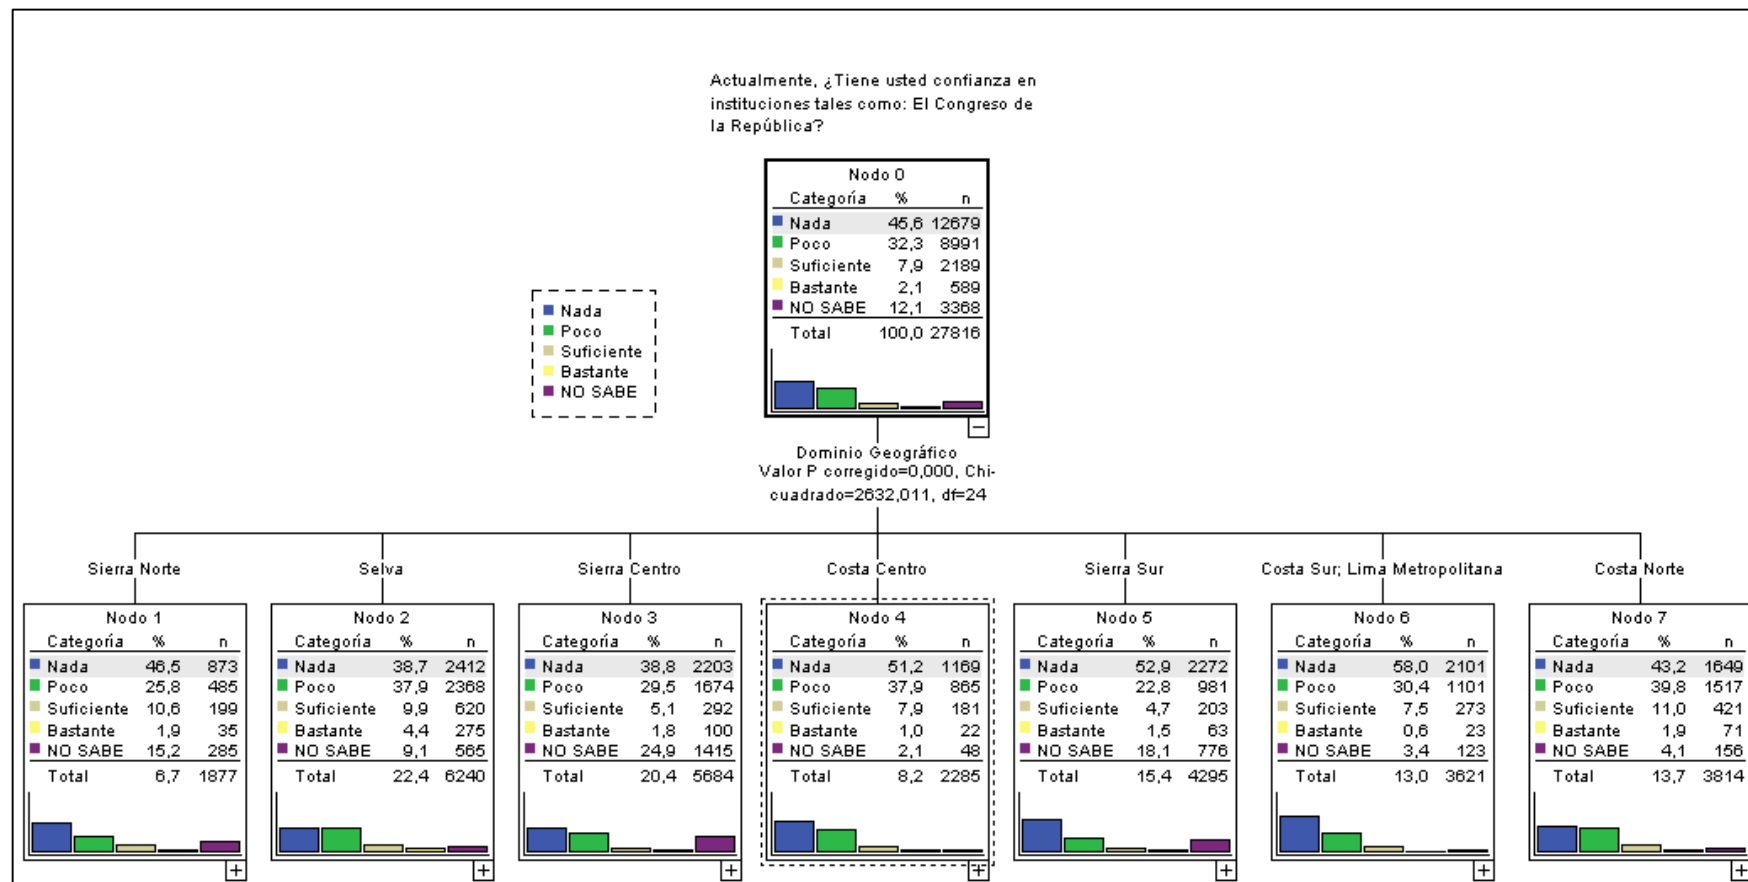 Actualmente, ¿Tiene usted confianza en
instituciones tales como: El Congreso de
la República?
Nodo 0
Categoría % n
Nada 45,6 12679
Poco 32,3 8991
Suficiente 7,9 2189
Bastante 2,1 589
NO SABE 12,1 3368
Total 100,0 27816
Nada
Poco
Suficiente
Bastante
NO SABE
Dominio Geográfico
Valor P corregido=0,000, Chi-
cuadrado=2632,011, df=24
Sierra Norte
Nodo 1
Categoría % n
Nada 46,5 873
Poco 25,8 485
Suficiente 10,6 199
Bastante 1,9 35
NO SABE 15,2 285
Total 6,7 1877
Selva
Nodo 2
Categoría % n
Nada 38,7 2412
Poco 37,9 2368
Suficiente 9,9 620
Bastante 4,4 275
NO SABE 9,1 565
Total 22,4 6240
Sierra Centro
Nodo 3
Categoría % n
Nada 38,8 2203
Poco 29,5 1674
Suficiente 5,1 292
Bastante 1,8 100
NO SABE 24,9 1415
Total 20,4 5684
Costa Centro
Nodo 4
Categoría % n
Nada 51,2 1169
Poco 37,9 865
Suficiente 7,9 181
Bastante 1,0 22
NO SABE 2,1 48
Total 8,2 2285
Sierra Sur
Nodo 5
Categoría % n
Nada 52,9 2272
Poco 22,8 981
Suficiente 4,7 203
Bastante 1,5 63
NO SABE 18,1 776
Total 15,4 4295
Costa Sur; Lima Metropolitana
Nodo 6
Categoría % n
Nada 58,0 2101
Poco 30,4 1101
Suficiente 7,5 273
Bastante 0,6 23
NO SABE 3,4 123
Total 13,0 3621
Costa Norte
Nodo 7
Categoría % n
Nada 43,2 1649
Poco 39,8 1517
Suficiente 11,0 421
Bastante 1,9 71
NO SABE 4,1 156
Total 13,7 3814